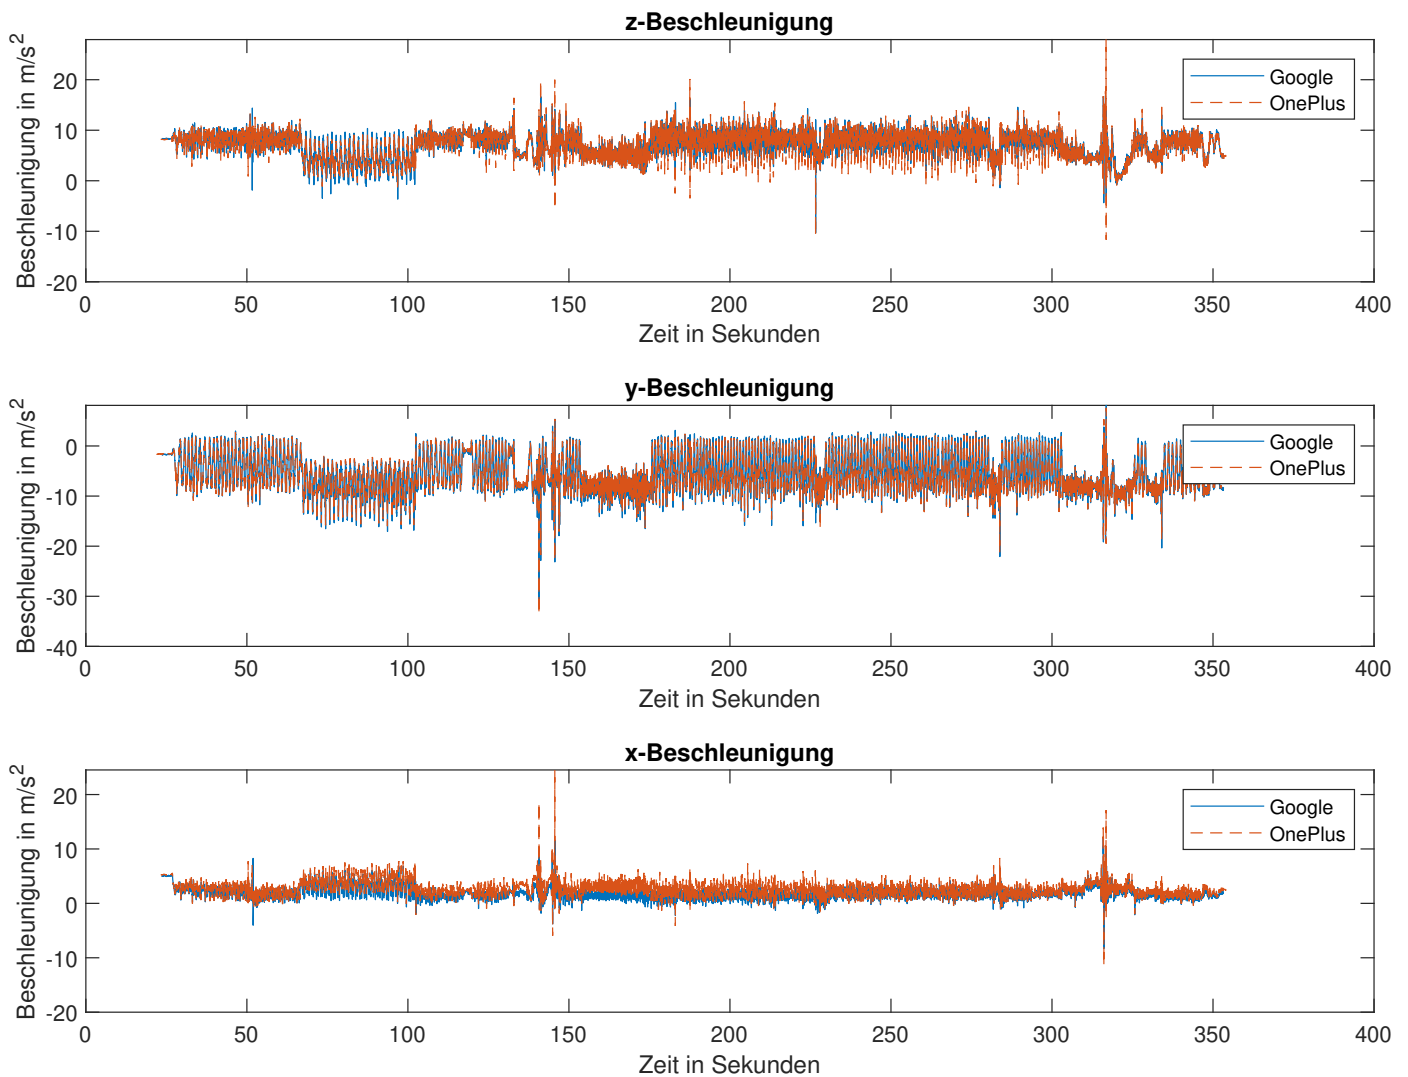 z-Beschleunigung
Beschleunigung in m/s²
20
10
0
-10
-20
0 50 100 150 200 250 300 350 400
Zeit in Sekunden
Google
OnePlus
y-Beschleunigung
Beschleunigung in m/s²
0
-10
-20
-30
-40
0 50 100 150 200 250 300 350 400
Zeit in Sekunden
Google
OnePlus
x-Beschleunigung
Beschleunigung in m/s²
20
10
0
-10
-20
0 50 100 150 200 250 300 350 400
Zeit in Sekunden
Google
OnePlus